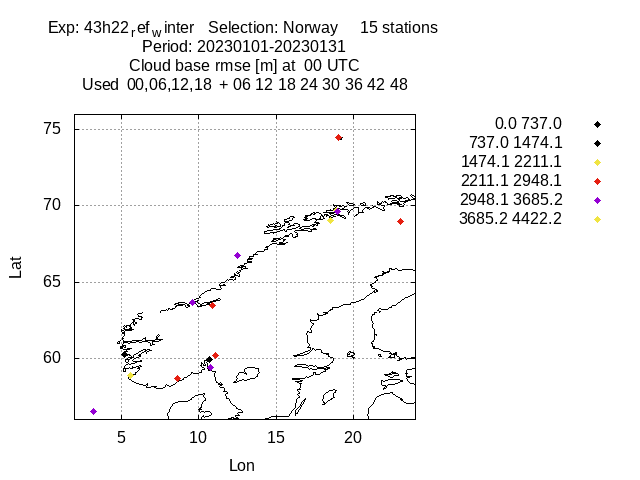 Exp: 43h22ref_winter Selection: Norway 15 stations
Period: 20230101-20230131
Cloud base rmse [m] at 00 UTC
Used 00,06,12,18 + 06 12 18 24 30 36 42 48
75
70
65
60
Lat
5 10 15 20
Lon
0.0 737.0
737.0 1474.1
1474.1 2211.1
2211.1 2948.1
2948.1 3685.2
3685.2 4422.2